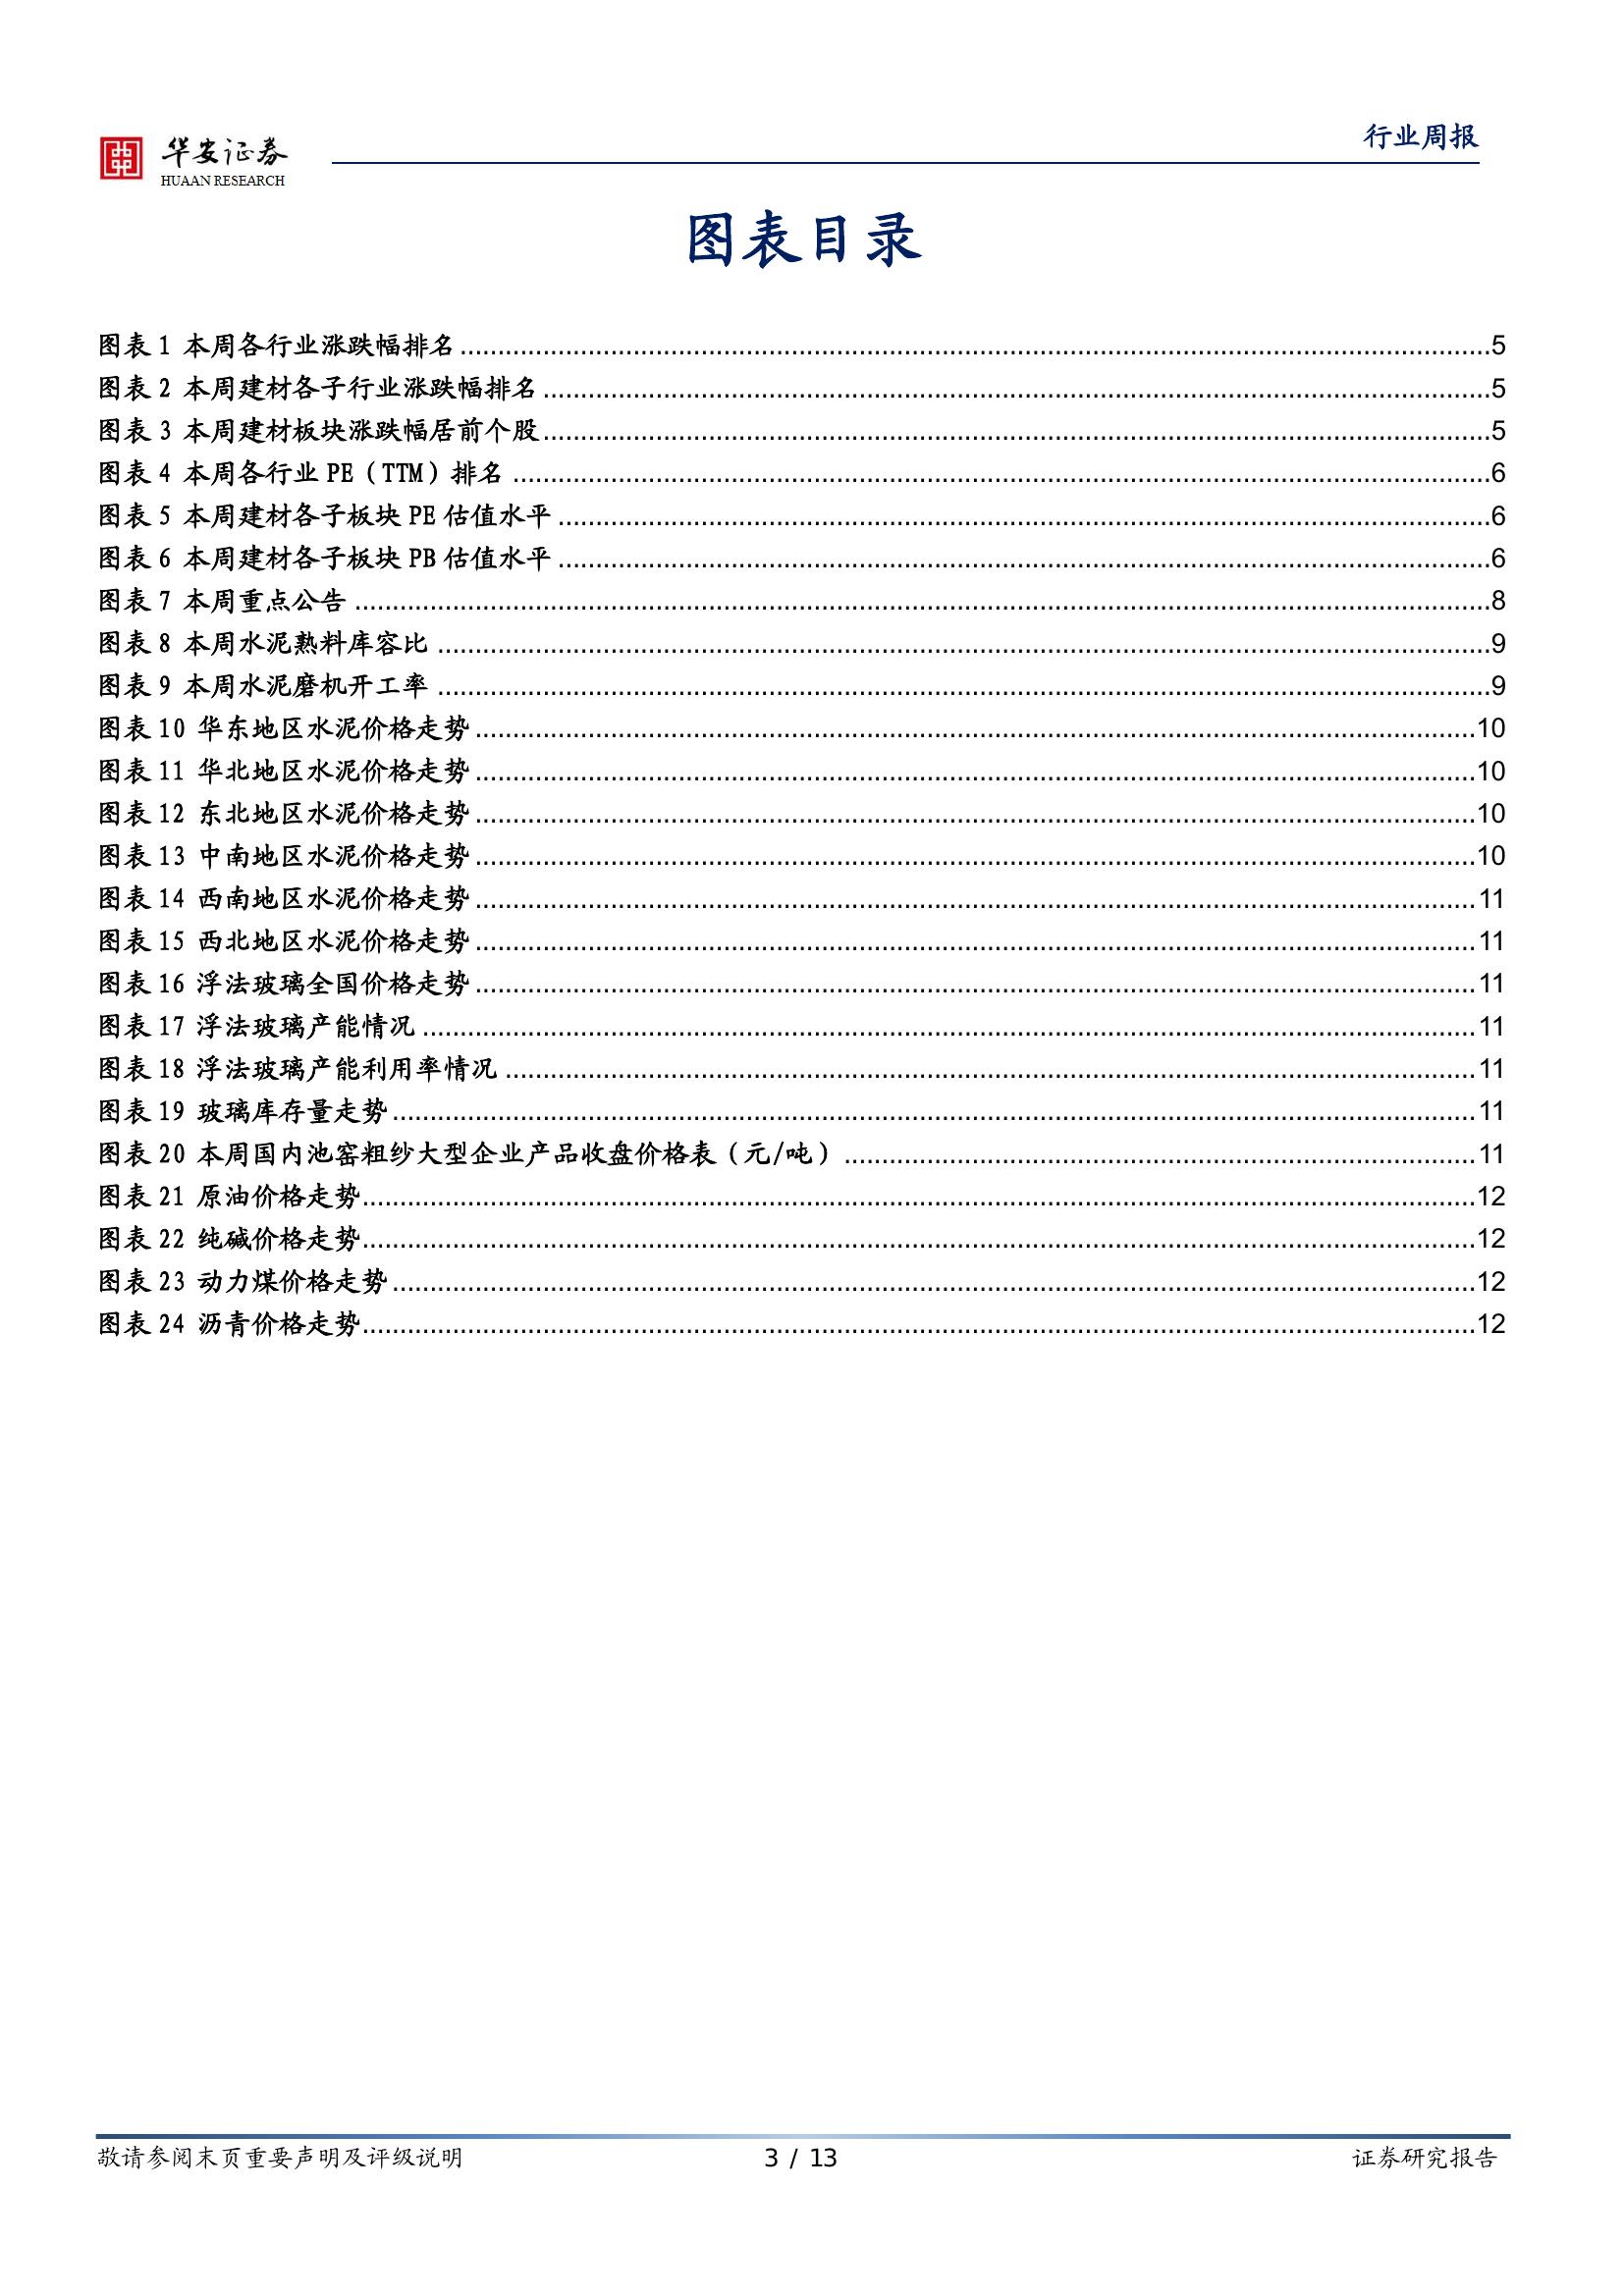 华安证券
HUAAN RESEARCH
行业周报
图表目录
图表 1 本周各行业涨跌幅排名 5
图表 2 本周建材各子行业涨跌幅排名 5
图表 3 本周建材板块涨跌幅居前个股 5
图表 4 本周各行业 PE（TTM）排名 6
图表 5 本周建材各子板块 PE 估值水平 6
图表 6 本周建材各子板块 PB 估值水平 6
图表 7 本周重点公告 8
图表 8 本周水泥熟料库容比 9
图表 9 本周水泥磨机开工率 9
图表 10 华东地区水泥价格走势 10
图表 11 华北地区水泥价格走势 10
图表 12 东北地区水泥价格走势 10
图表 13 中南地区水泥价格走势 10
图表 14 西南地区水泥价格走势 11
图表 15 西北地区水泥价格走势 11
图表 16 浮法玻璃全国价格走势 11
图表 17 浮法玻璃产能情况 11
图表 18 浮法玻璃产能利用率情况 11
图表 19 玻璃库存量走势 11
图表 20 本周国内池窑粗纱大型企业产品收盘价格表（元/吨） 11
图表 21 原油价格走势 12
图表 22 纯碱价格走势 12
图表 23 动力煤价格走势 12
图表 24 沥青价格走势 12
敬请参阅末页重要声明及评级说明
3 / 13
证券研究报告